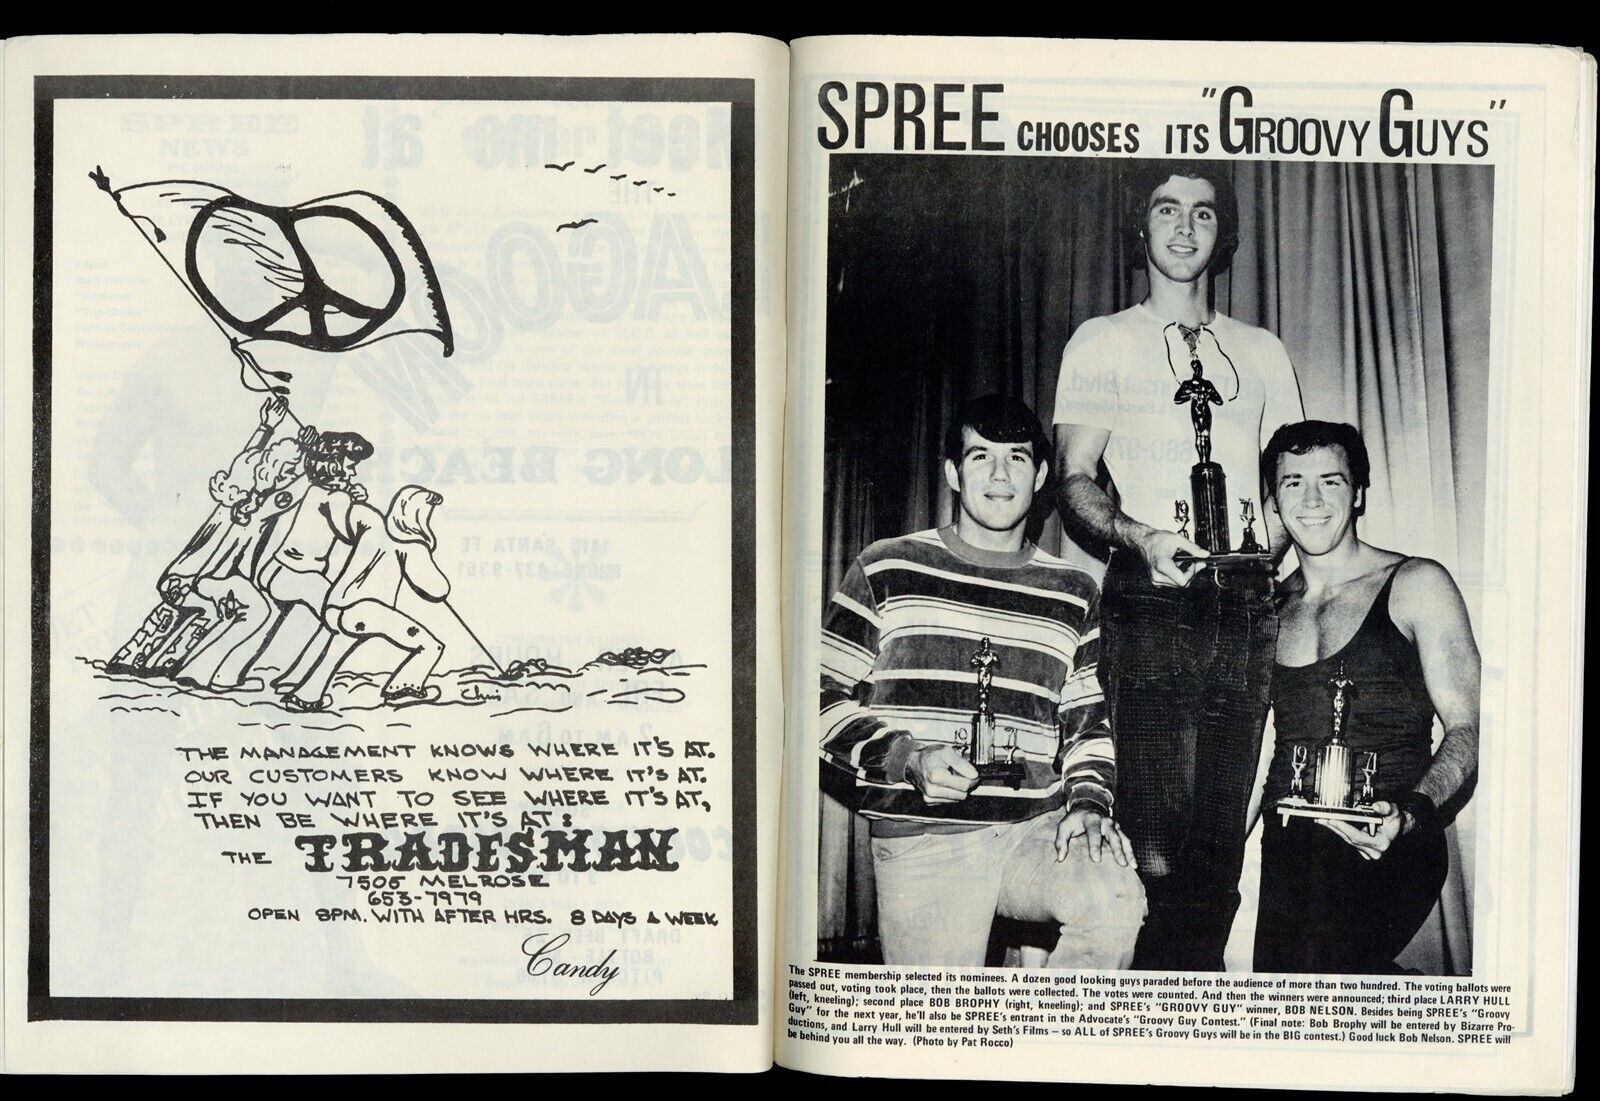 Chris
THE MANAGEMENT KNOWS WHERE IT'S AT.
OUR CUSTOMERS KNOW WHERE IT'S AT.
IF YOU WANT TO SEE WHERE IT'S AT,
THEN BE WHERE IT'S AT:
THE TRADESMAN
7505 MELROSE
653-7979
OPEN 8PM. WITH AFTER HRS. 8 DAYS A WEEK
Candy
SPREE CHOOSES ITS "GROOVY GUYS"
19 71
19 71
19 71
The SPREE membership selected its nominees. A dozen good looking guys paraded before the audience of more than two hundred. The voting ballots were
passed out, voting took place, then the ballots were collected. The votes were counted. And then the winners were announced; third place LARRY HULL
(left, kneeling); second place BOB BROPHY (right, kneeling); and SPREE's "GROOVY GUY" winner, BOB NELSON. Besides being SPREE's "Groovy
Guy" for the next year, he'll also be SPREE's entrant in the Advocate's "Groovy Guy Contest." (Final note: Bob Brophy will be entered by Bizarre Pro-
ductions, and Larry Hull will be entered by Seth's Films — so ALL of SPREE's Groovy Guys will be in the BIG contest.) Good luck Bob Nelson. SPREE will
be behind you all the way. (Photo by Pat Rocco)